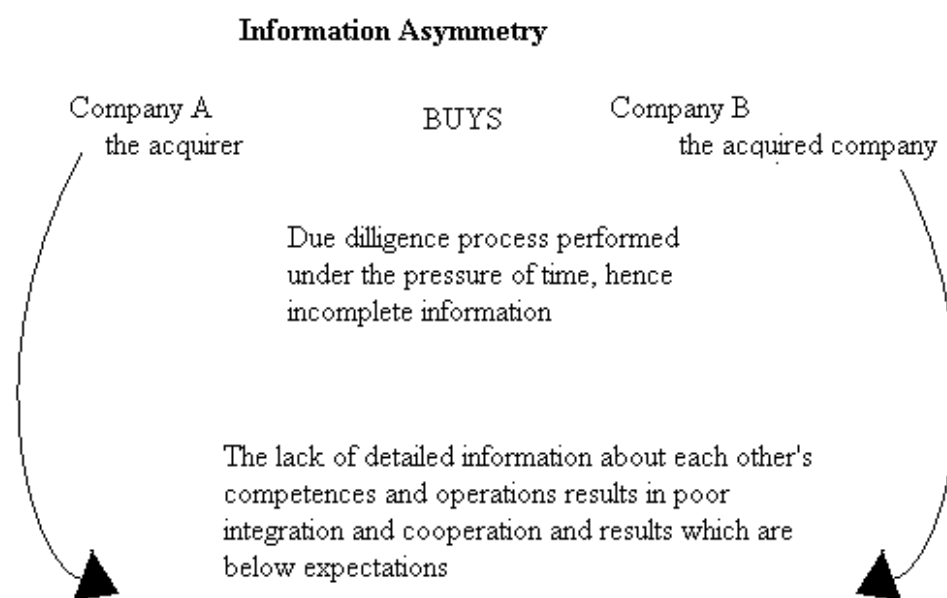 Information Asymmetry
Company A
the acquirer
BUYS
Company B
the acquired company
Due dilligence process performed
under the pressure of time, hence
incomplete information
The lack of detailed information about each other's
competences and operations results in poor
integration and cooperation and results which are
below expectations